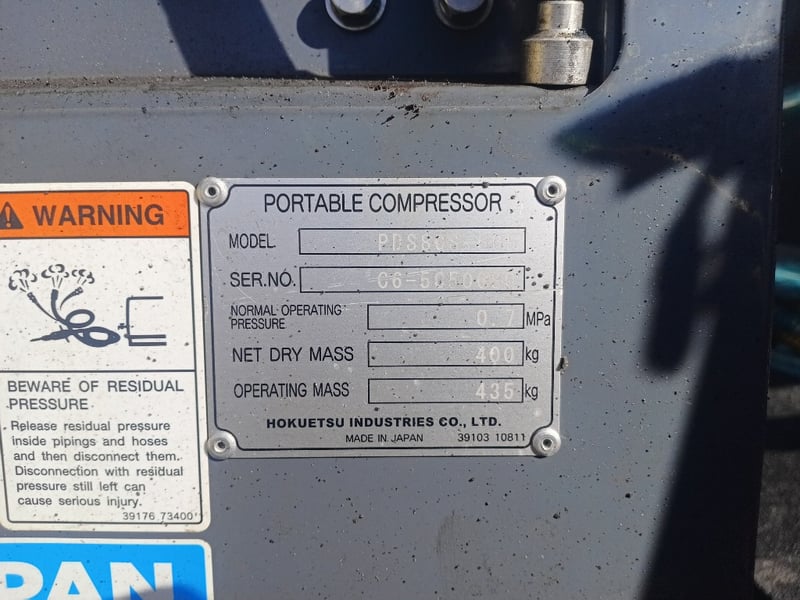 WARNING
BEWARE OF RESIDUAL
PRESSURE
Release residual pressure
inside pipings and hoses
and then disconnect them.
Disconnection with residual
pressure still left can
cause serious injury.
39176 73400
PORTABLE COMPRESSOR
MODEL
SER.NO.
NORMAL OPERATING
PRESSURE 0.7 MPa
NET DRY MASS 400 kg
OPERATING MASS 435 kg
HOKUETSU INDUSTRIES CO., LTD.
MADE IN JAPAN 39103 10811
PAN